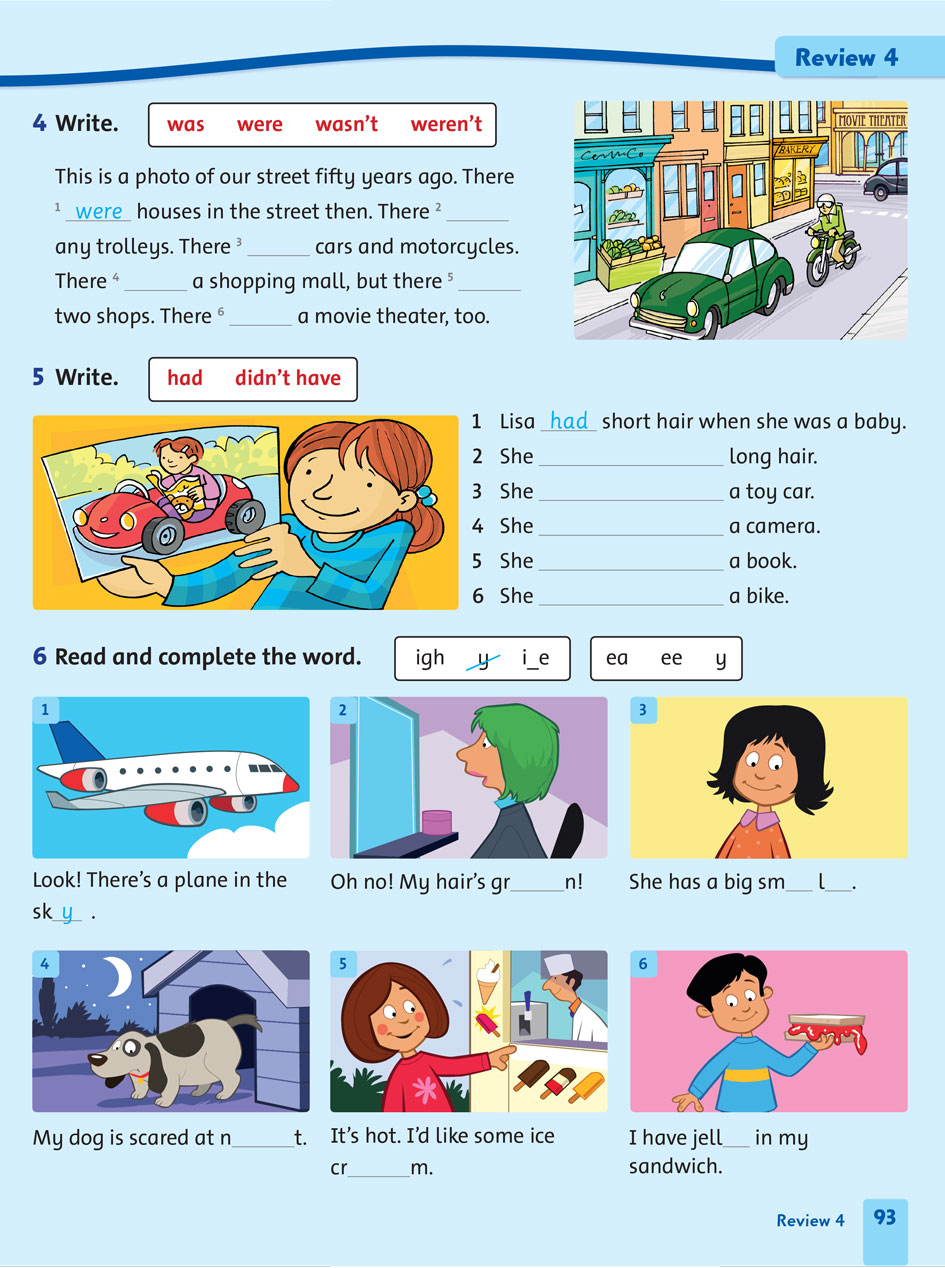 Review 4
4 Write.
was were wasn't weren't
This is a photo of our street fifty years ago. There
1 were houses in the street then. There 2 ______
any trolleys. There 3 ______ cars and motorcycles.
There 4 ______ a shopping mall, but there 5 ______
two shops. There 6 ______ a movie theater, too.
MOVIE THEATER
BAKERY
5 Write.
had didn't have
1 Lisa had short hair when she was a baby.
2 She ______ long hair.
3 She ______ a toy car.
4 She ______ a camera.
5 She ______ a book.
6 She ______ a bike.
6 Read and complete the word.
igh y i_e
ea ee y
1
2
3
Look! There's a plane in the
sk y .
Oh no! My hair's gr______n!
She has a big sm___ l___.
4
5
6
My dog is scared at n______t.
It's hot. I'd like some ice
cr______m.
I have jell___ in my
sandwich.
Review 4
93